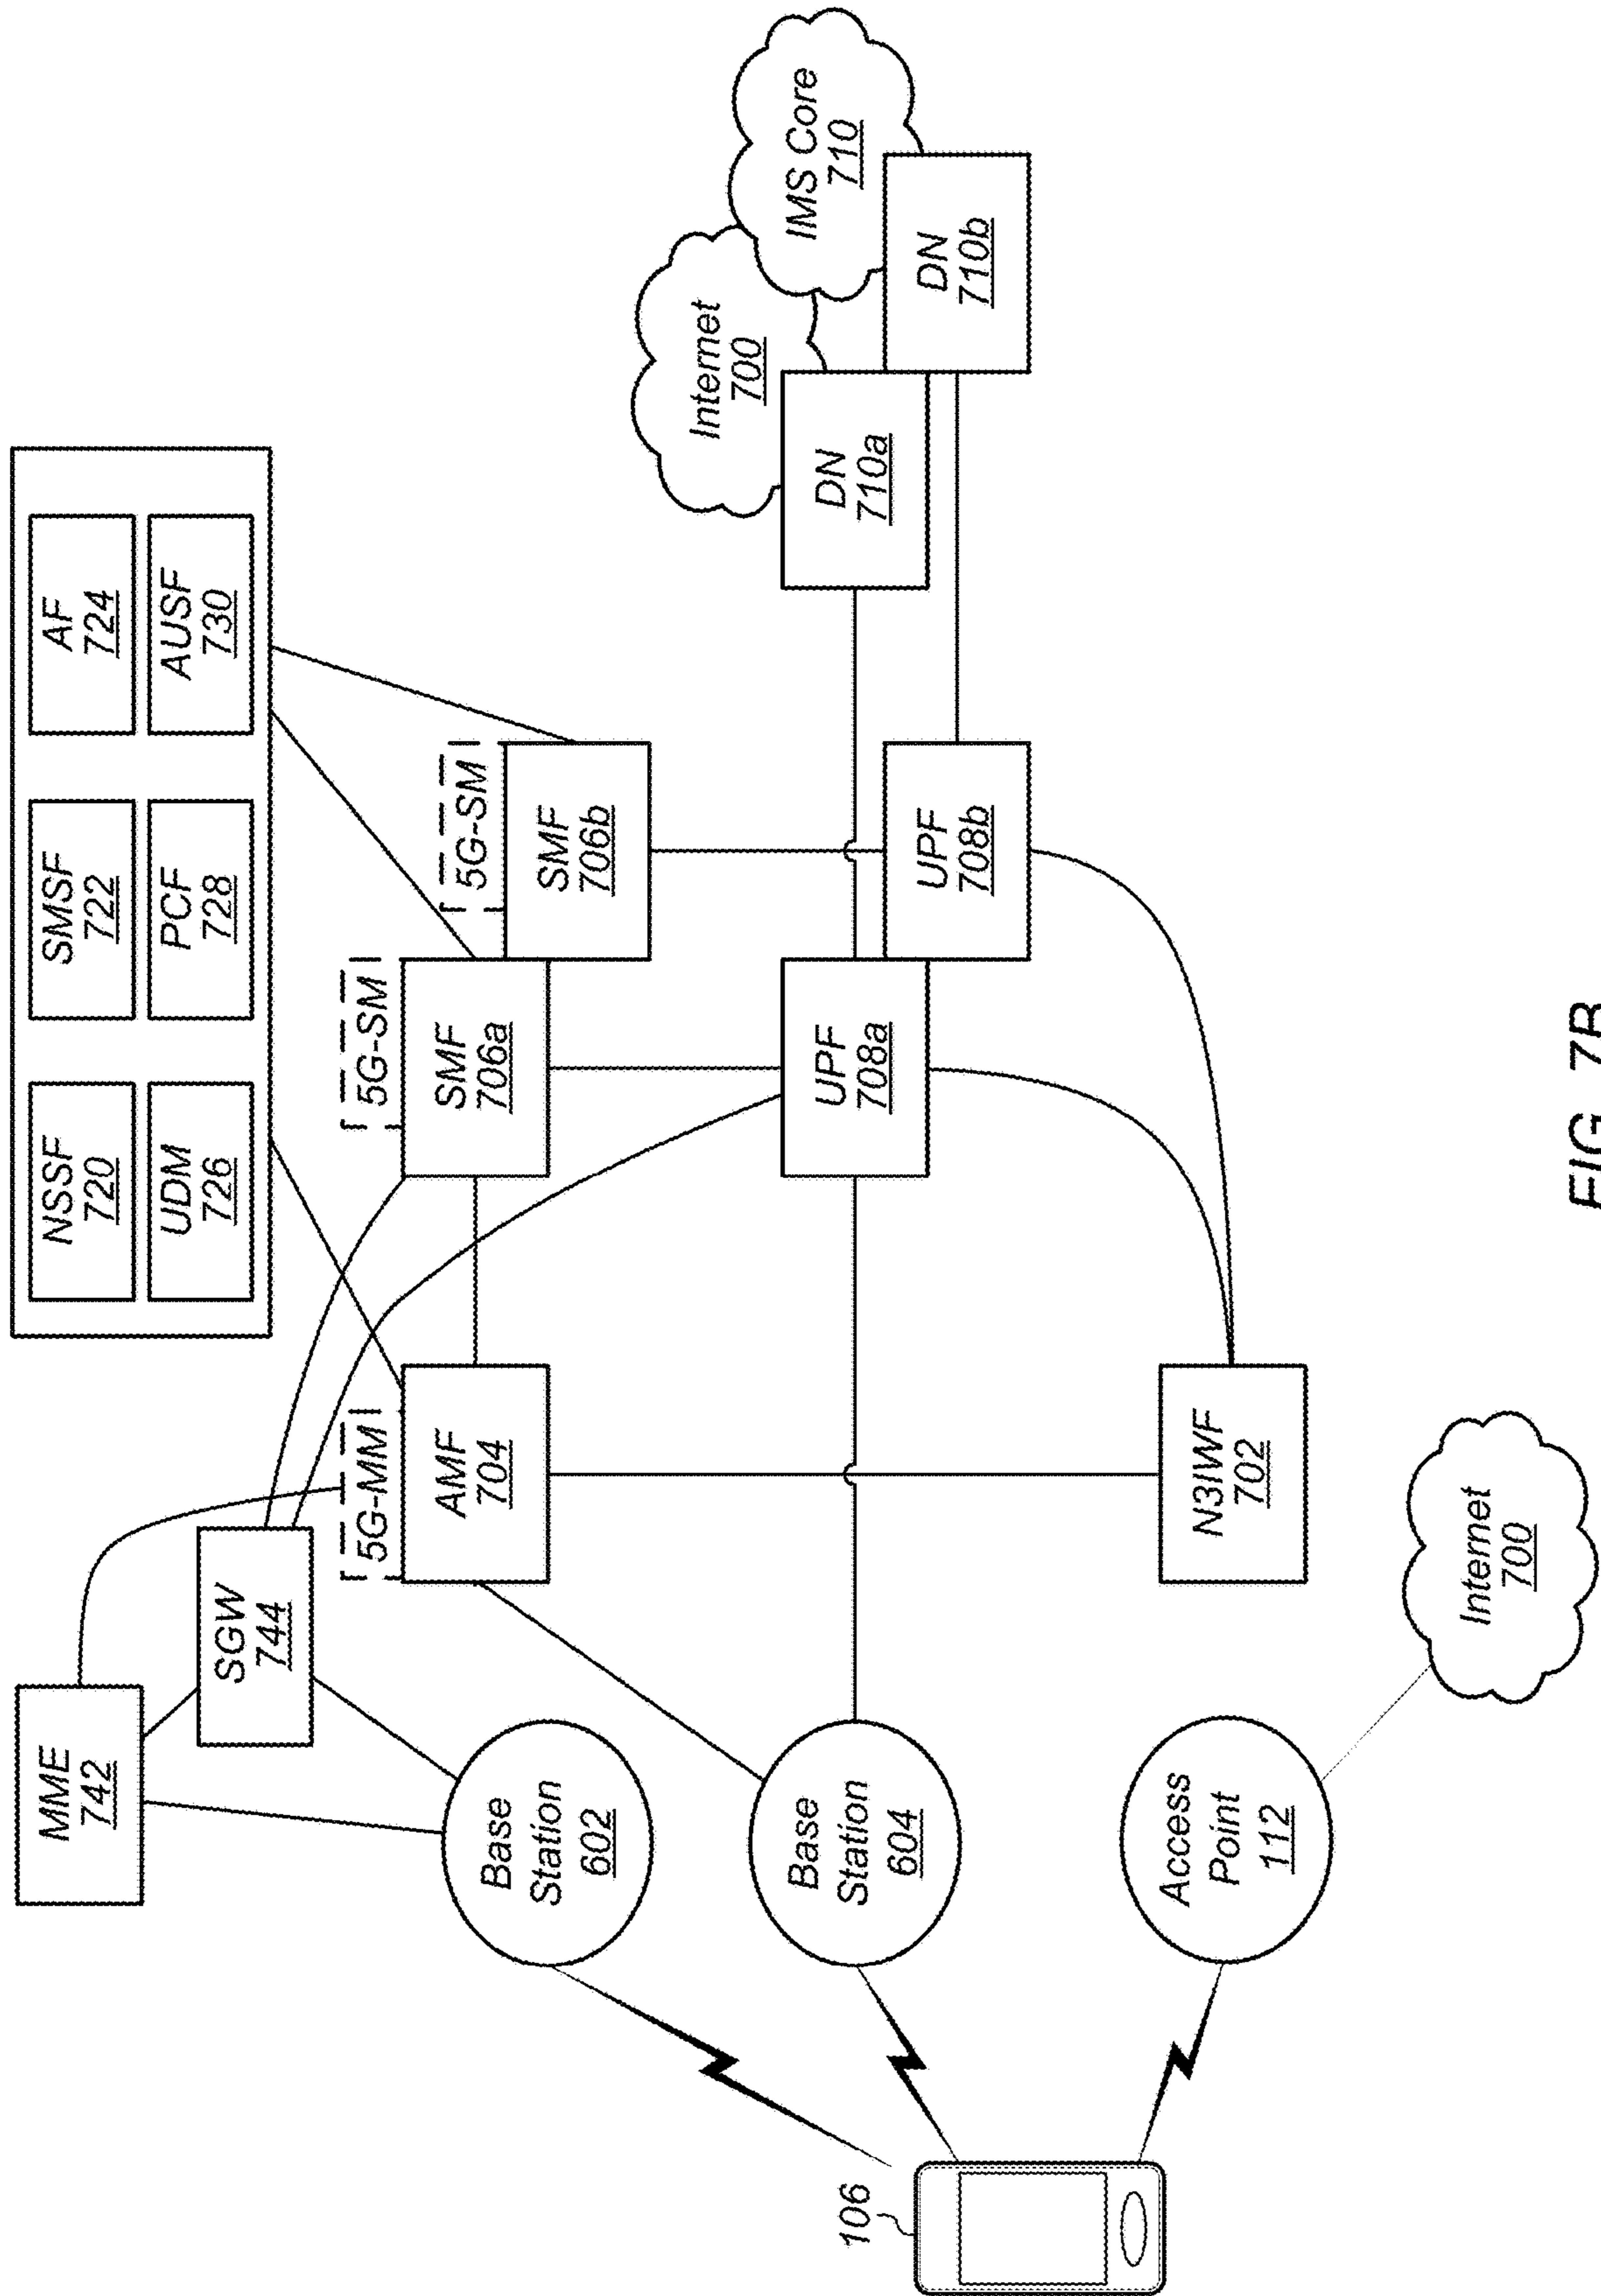 MME
742
SGW
744
NSSF
720
SMSF
722
AF
724
UDM
726
PCF
728
AUSF
730
5G-MM
AMF
704
5G-SM
SMF
706a
5G-SM
SMF
706b
Base
Station
602
Base
Station
604
UPF
708a
UPF
708b
DN
710a
DN
710b
Internet
700
IMS Core
710
106
Access
Point
112
N3IWF
702
Internet
700
FIG. 7B